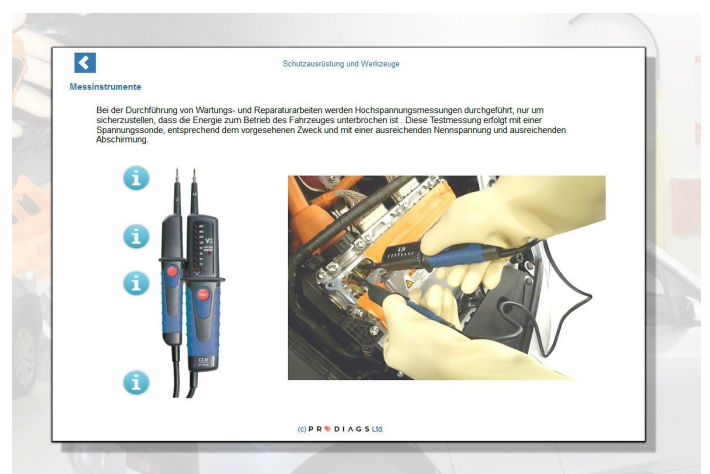 Schutzausrüstung und Werkzeuge
Messinstrumente
Bei der Durchführung von Wartungs- und Reparaturarbeiten werden Hochspannungsmessungen durchgeführt, nur um
sicherzustellen, dass die Energie zum Betrieb des Fahrzeuges unterbrochen ist . Diese Testmessung erfolgt mit einer
Spannungssonde, entsprechend dem vorgesehenen Zweck und mit einer ausreichenden Nennspannung und ausreichenden
Abschirmung.
(c) PRODIAGS Ltd.